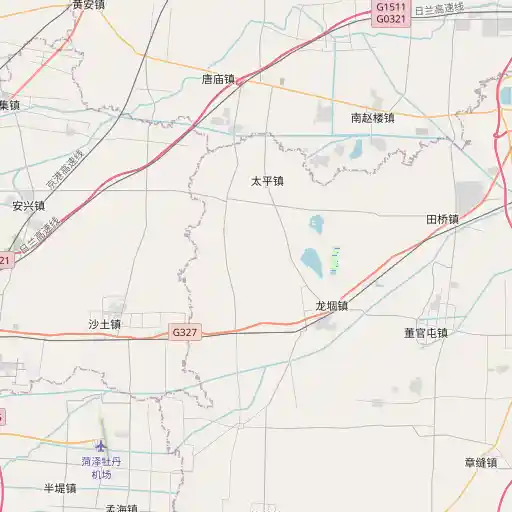 黄安镇
G1511
G0321
日兰高速线
唐庙镇
集镇
南赵楼镇
京港高速线
太平镇
安兴镇
田桥镇
日兰高速线
21
龙堌镇
沙土镇
G327
董官屯镇
菏泽牡丹
机场
章缝镇
半堤镇
孟海镇